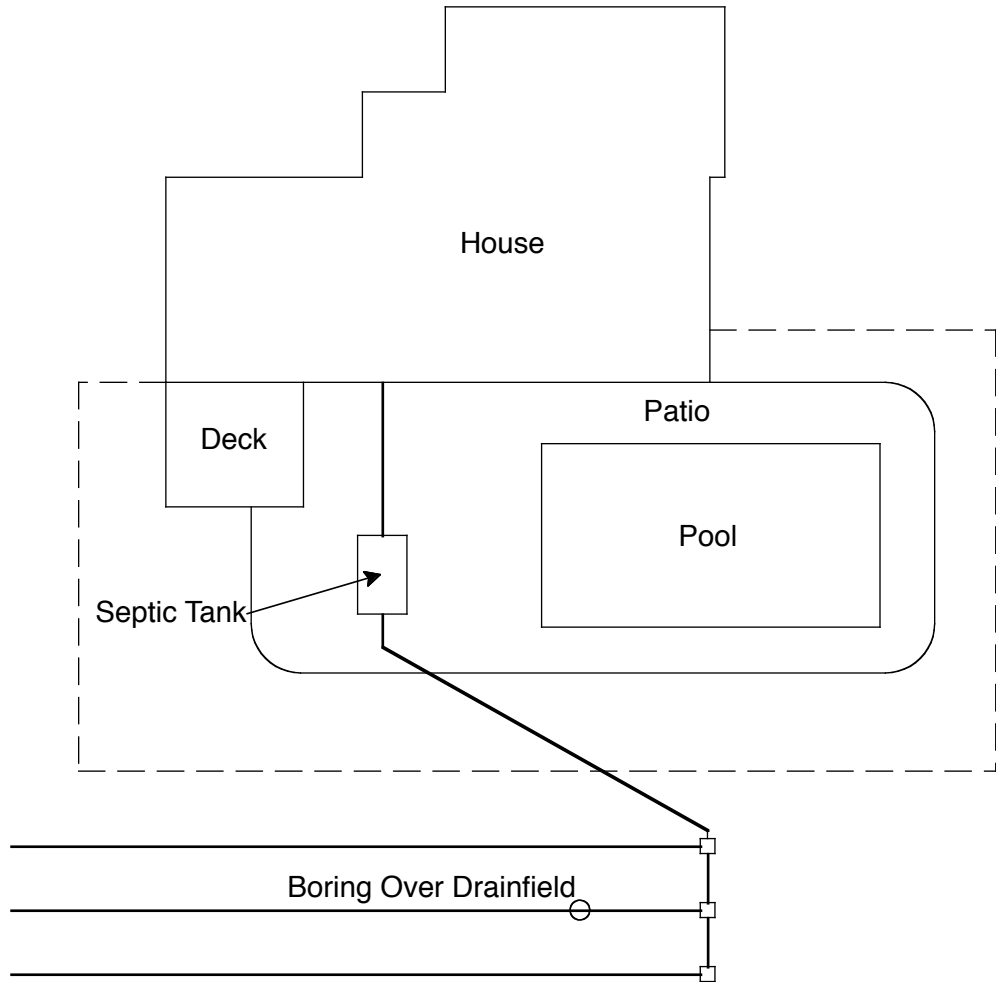 House
Patio
Deck
Pool
Septic Tank
Boring Over Drainfield